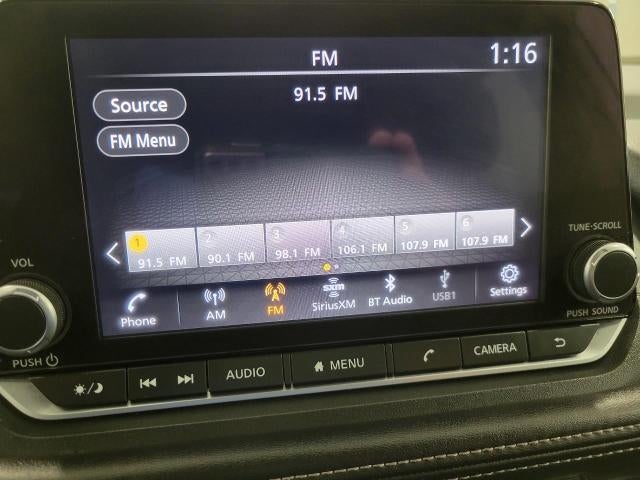 FM
1:16
91.5 FM
Source
FM Menu
1 2 3 4 5 6
91.5 FM 90.1 FM 98.1 FM 106.1 FM 107.9 FM 107.9 FM
Phone AM FM sxm SiriusXM BT Audio USB1 Settings
VOL
PUSH
TUNE·SCROLL
PUSH SOUND
AUDIO MENU CAMERA